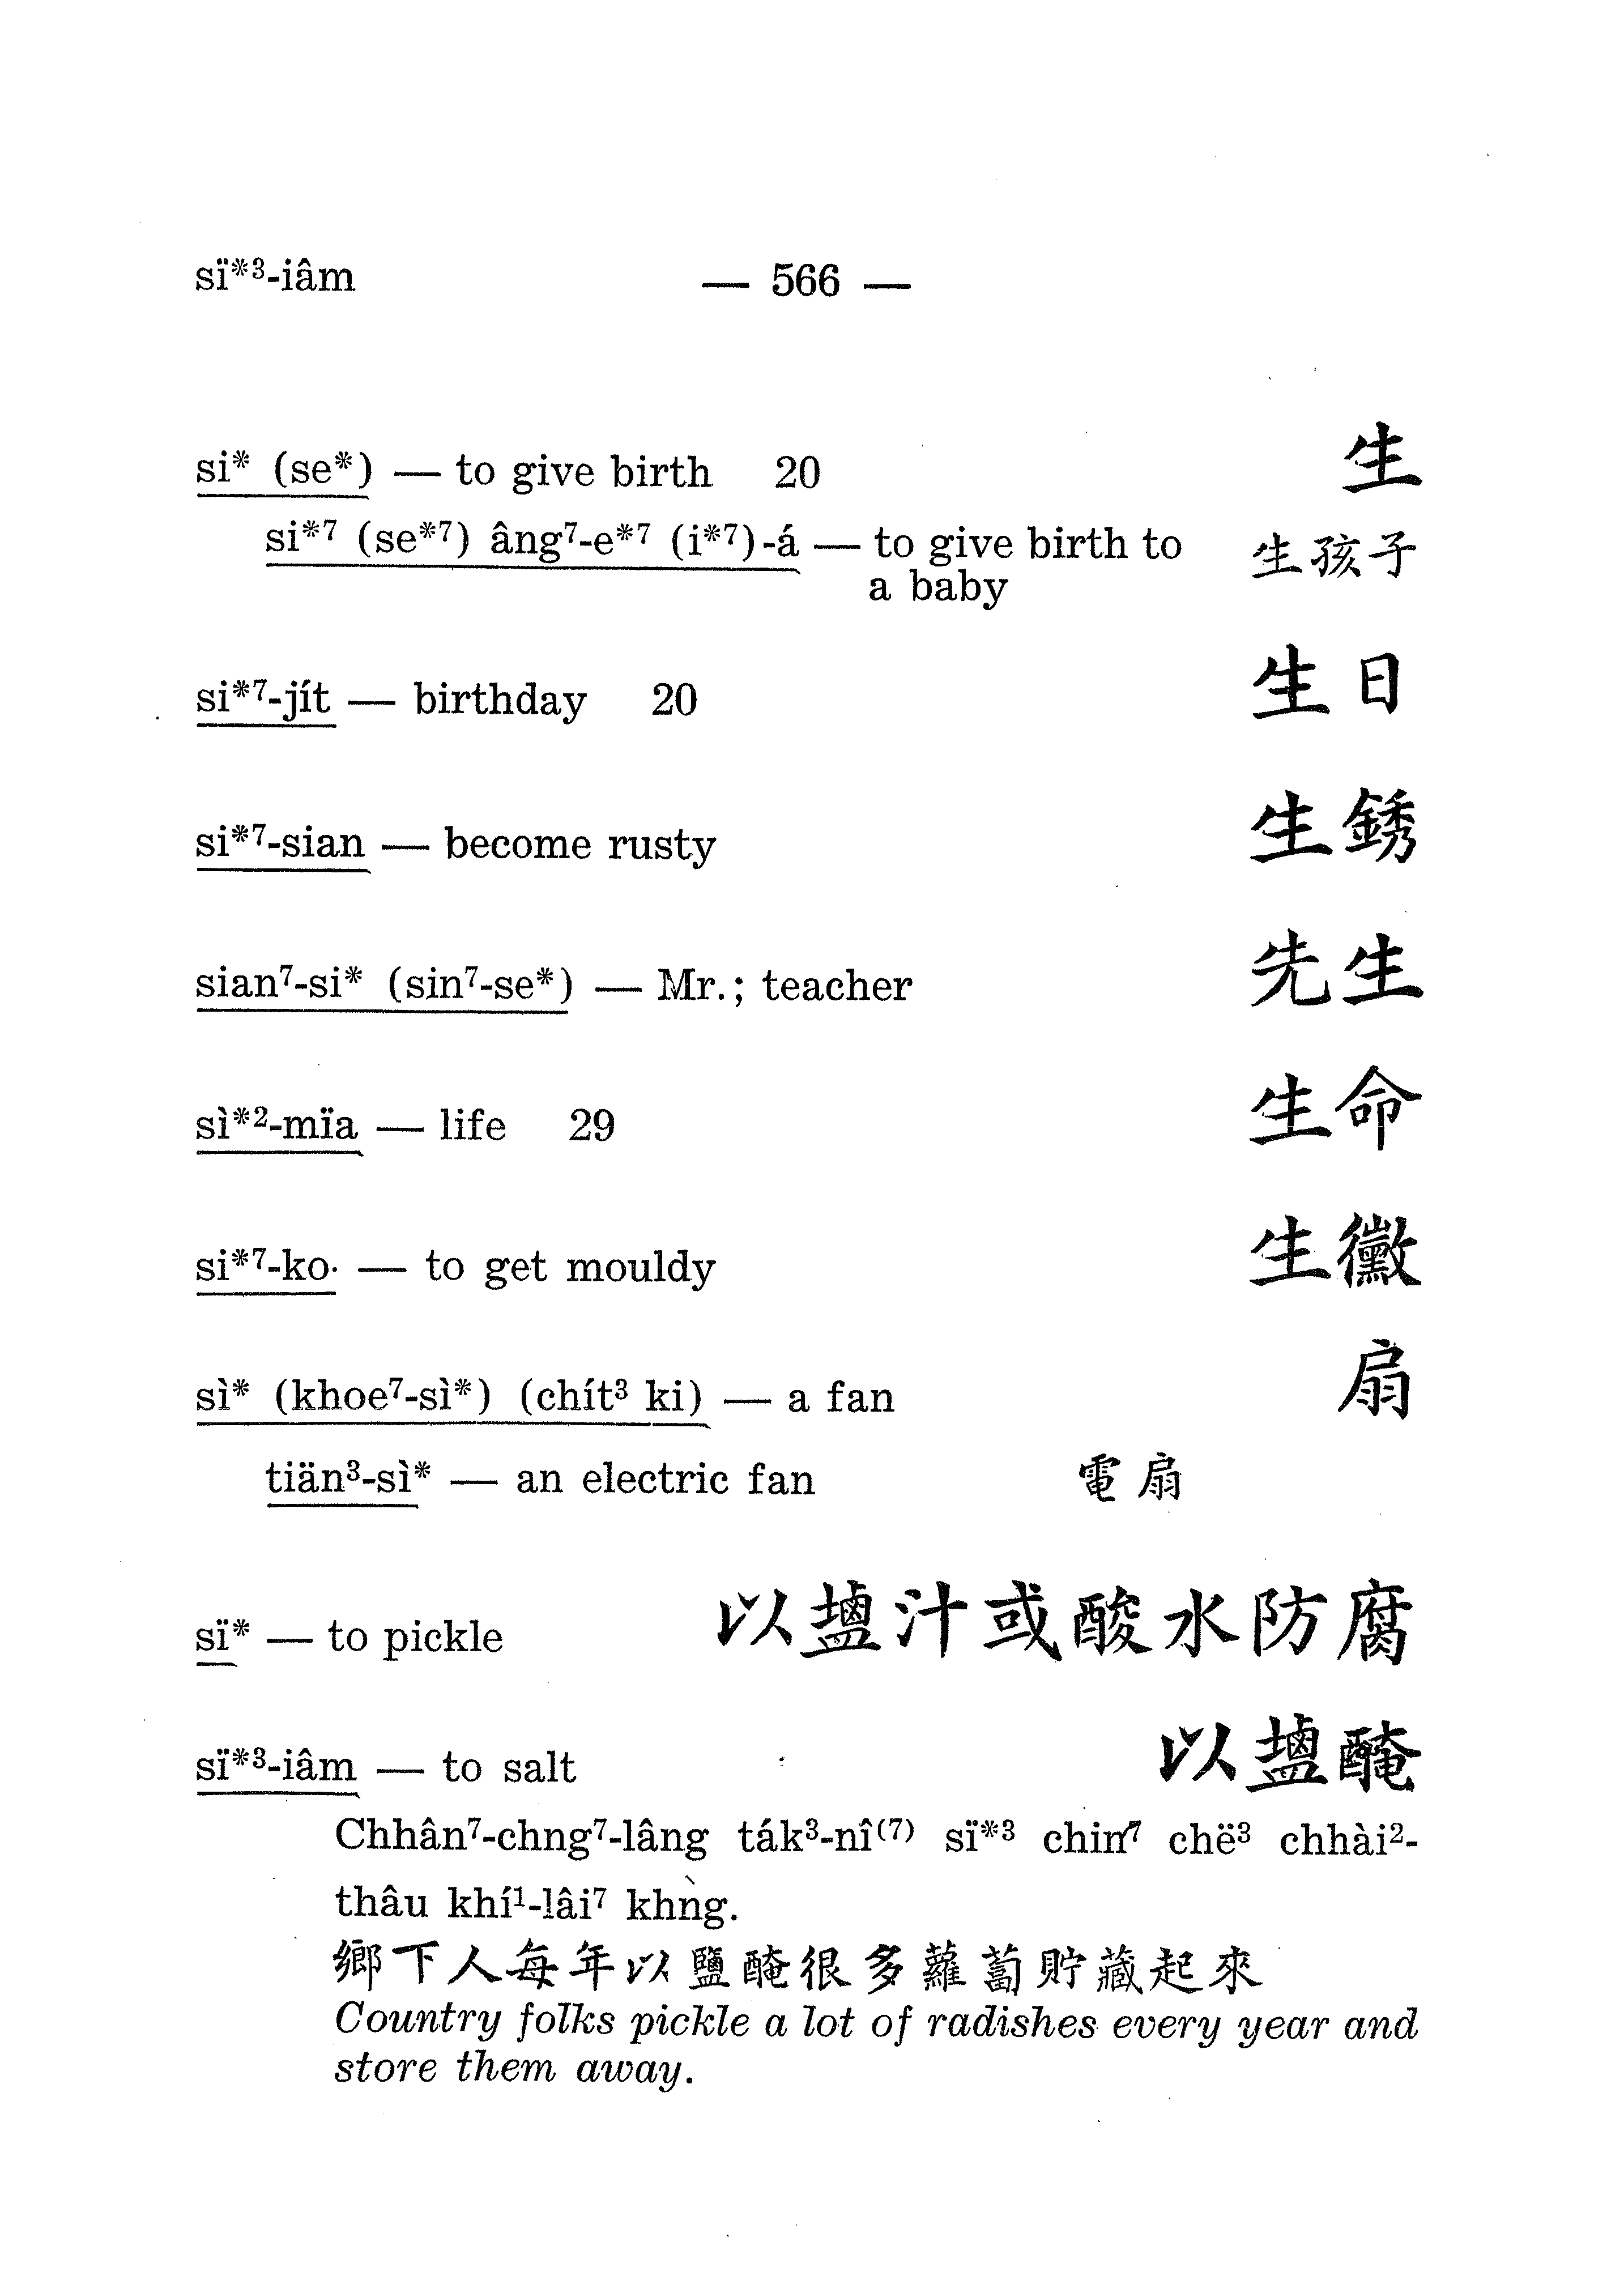 sï*³-iâm — 566 —
si* (se*) — to give birth 20 生
si*⁷ (se*⁷) âng⁷-e*⁷ (i*⁷)-á — to give birth to 生孩子
a baby
si*⁷-jít — birthday 20 生日
si*⁷-sian — become rusty 生銹
sian⁷-si* (sin⁷-se*) — Mr.; teacher 先生
sì*²-mïa — life 29 生命
si*⁷-ko· — to get mouldy 生黴
sì* (khoe⁷-sì*) (chít³ ki) — a fan 扇
tiän³-sì* — an electric fan 電扇
sï* — to pickle 以塩汁或酸水防腐
sï*³-iâm — to salt 以塩醃
Chhân⁷-chng⁷-lâng ták³-nî⁽⁷⁾ sï*³ chin⁷ chë³ chhài²-
thâu khí¹-lâi⁷ khǹg.
鄉下人每年以鹽醃很多蘿蔔貯藏起來
Country folks pickle a lot of radishes every year and
store them away.